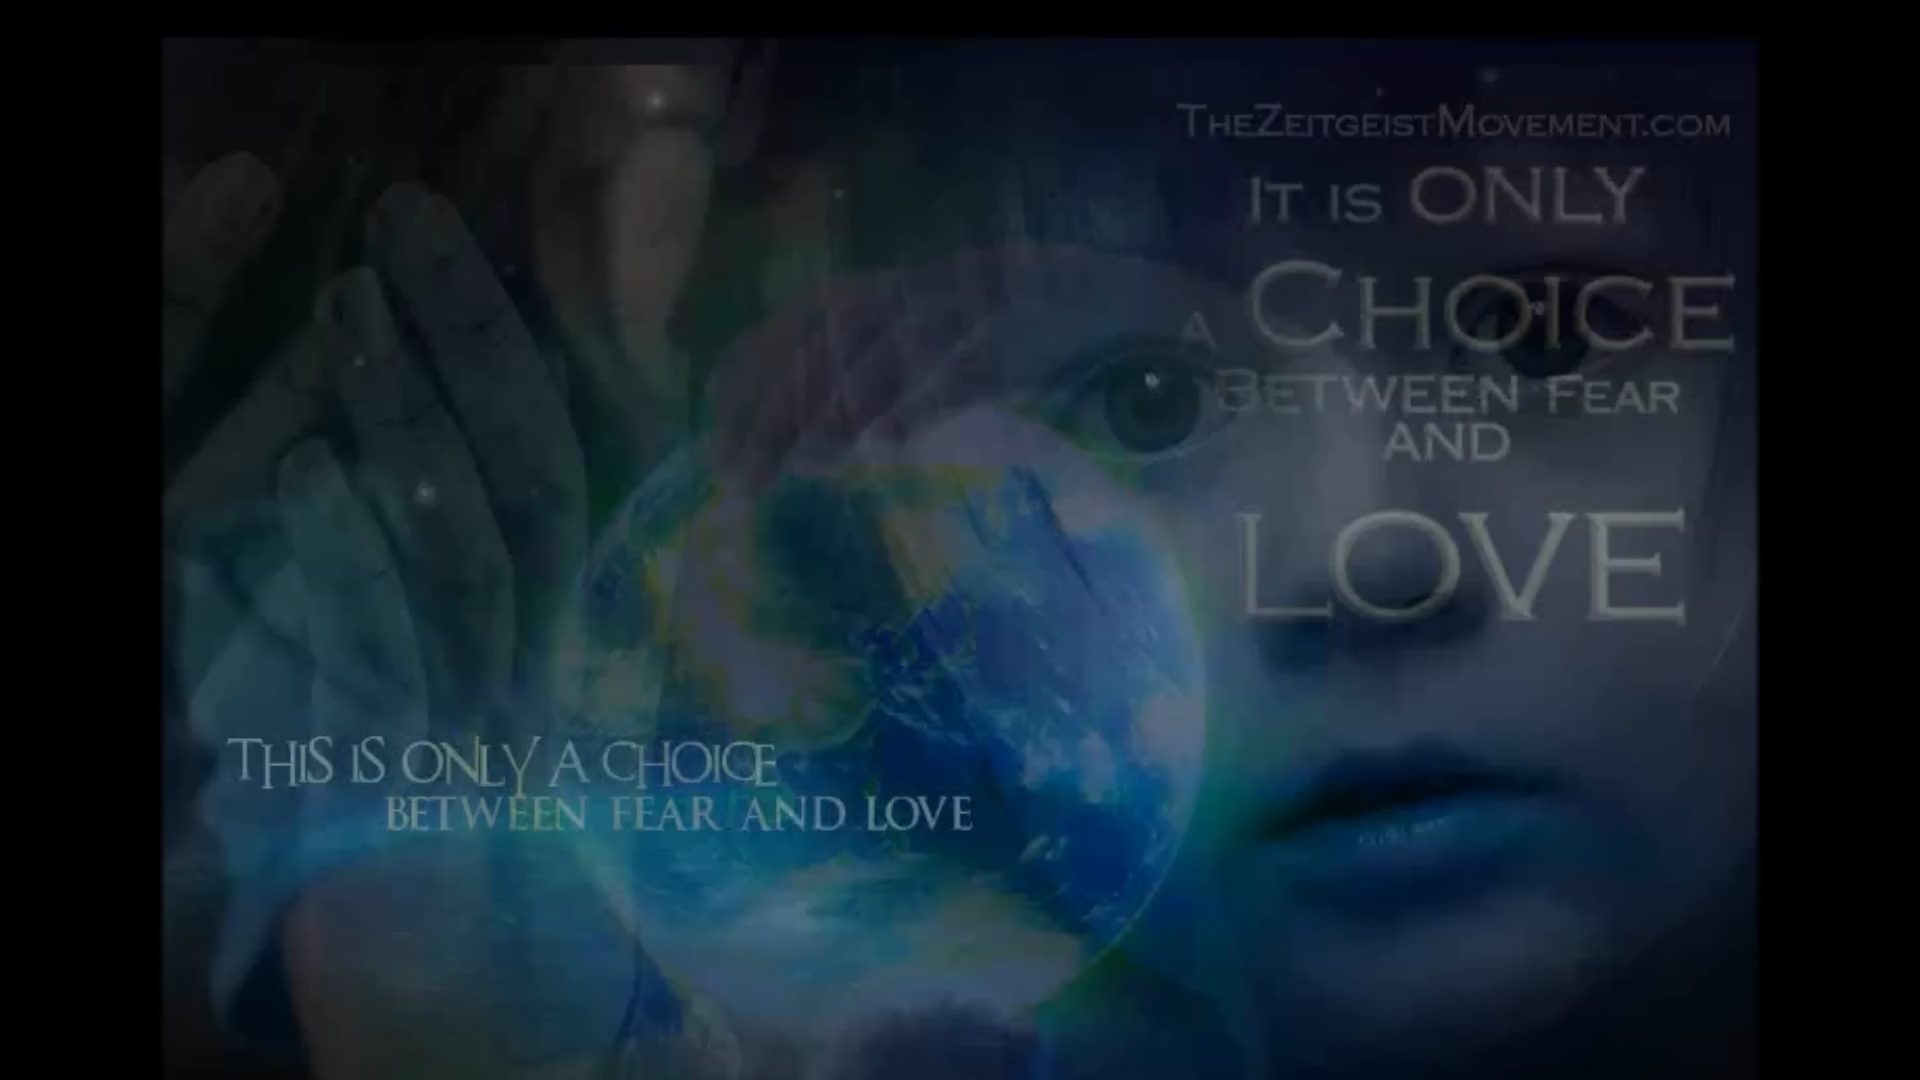 THEZEITGEISTMOVEMENT.COM
IT IS ONLY
A CHOICE
BETWEEN FEAR
AND
LOVE
THIS IS ONLY A CHOICE
BETWEEN FEAR AND LOVE